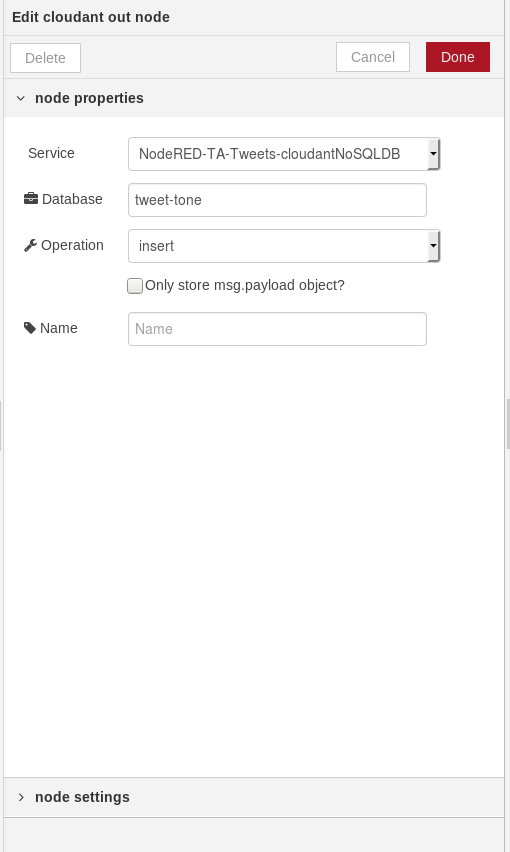 Edit cloudant out node
Delete
Cancel
Done
node properties
Service
NodeRED-TA-Tweets-cloudantNoSQLDB
Database
tweet-tone
Operation
insert
Only store msg.payload object?
Name
Name
node settings